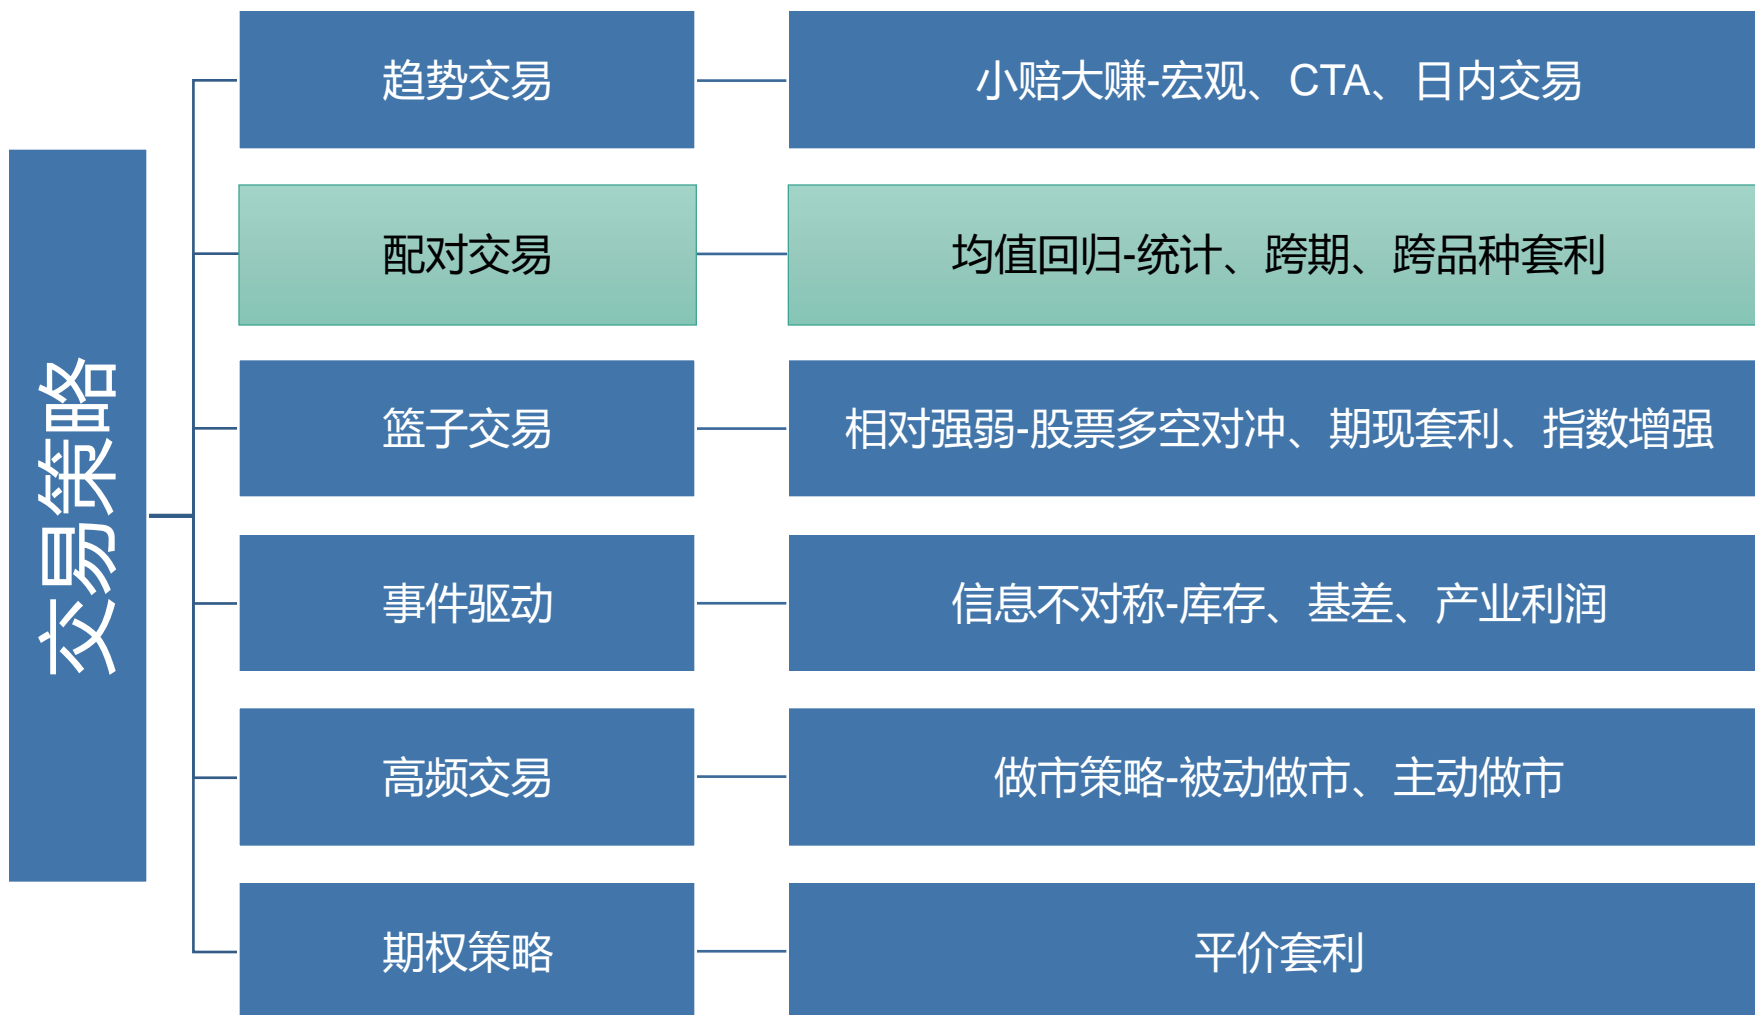 交易策略
趋势交易
小赔大赚-宏观、CTA、日内交易
配对交易
均值回归-统计、跨期、跨品种套利
篮子交易
相对强弱-股票多空对冲、期现套利、指数增强
事件驱动
信息不对称-库存、基差、产业利润
高频交易
做市策略-被动做市、主动做市
期权策略
平价套利